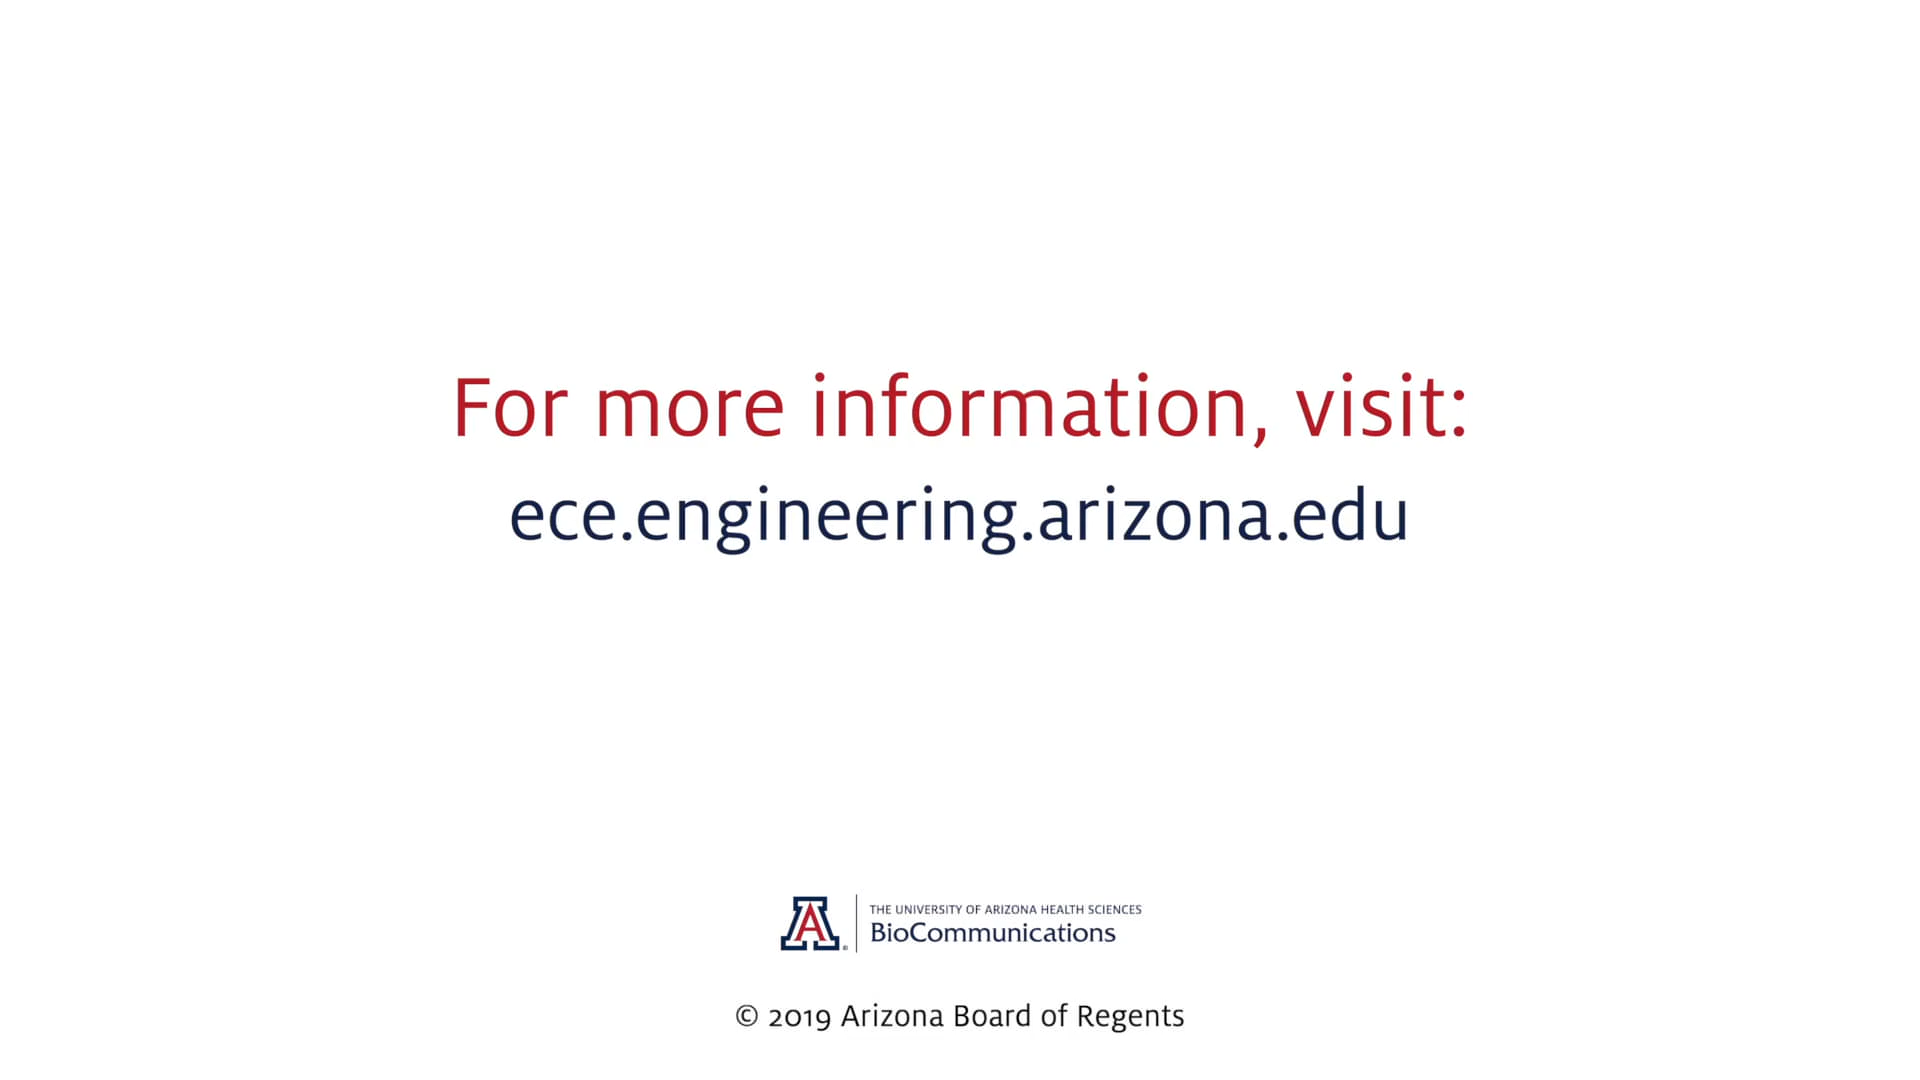 For more information, visit:
ece.engineering.arizona.edu
A
THE UNIVERSITY OF ARIZONA HEALTH SCIENCES
BioCommunications
© 2019 Arizona Board of Regents